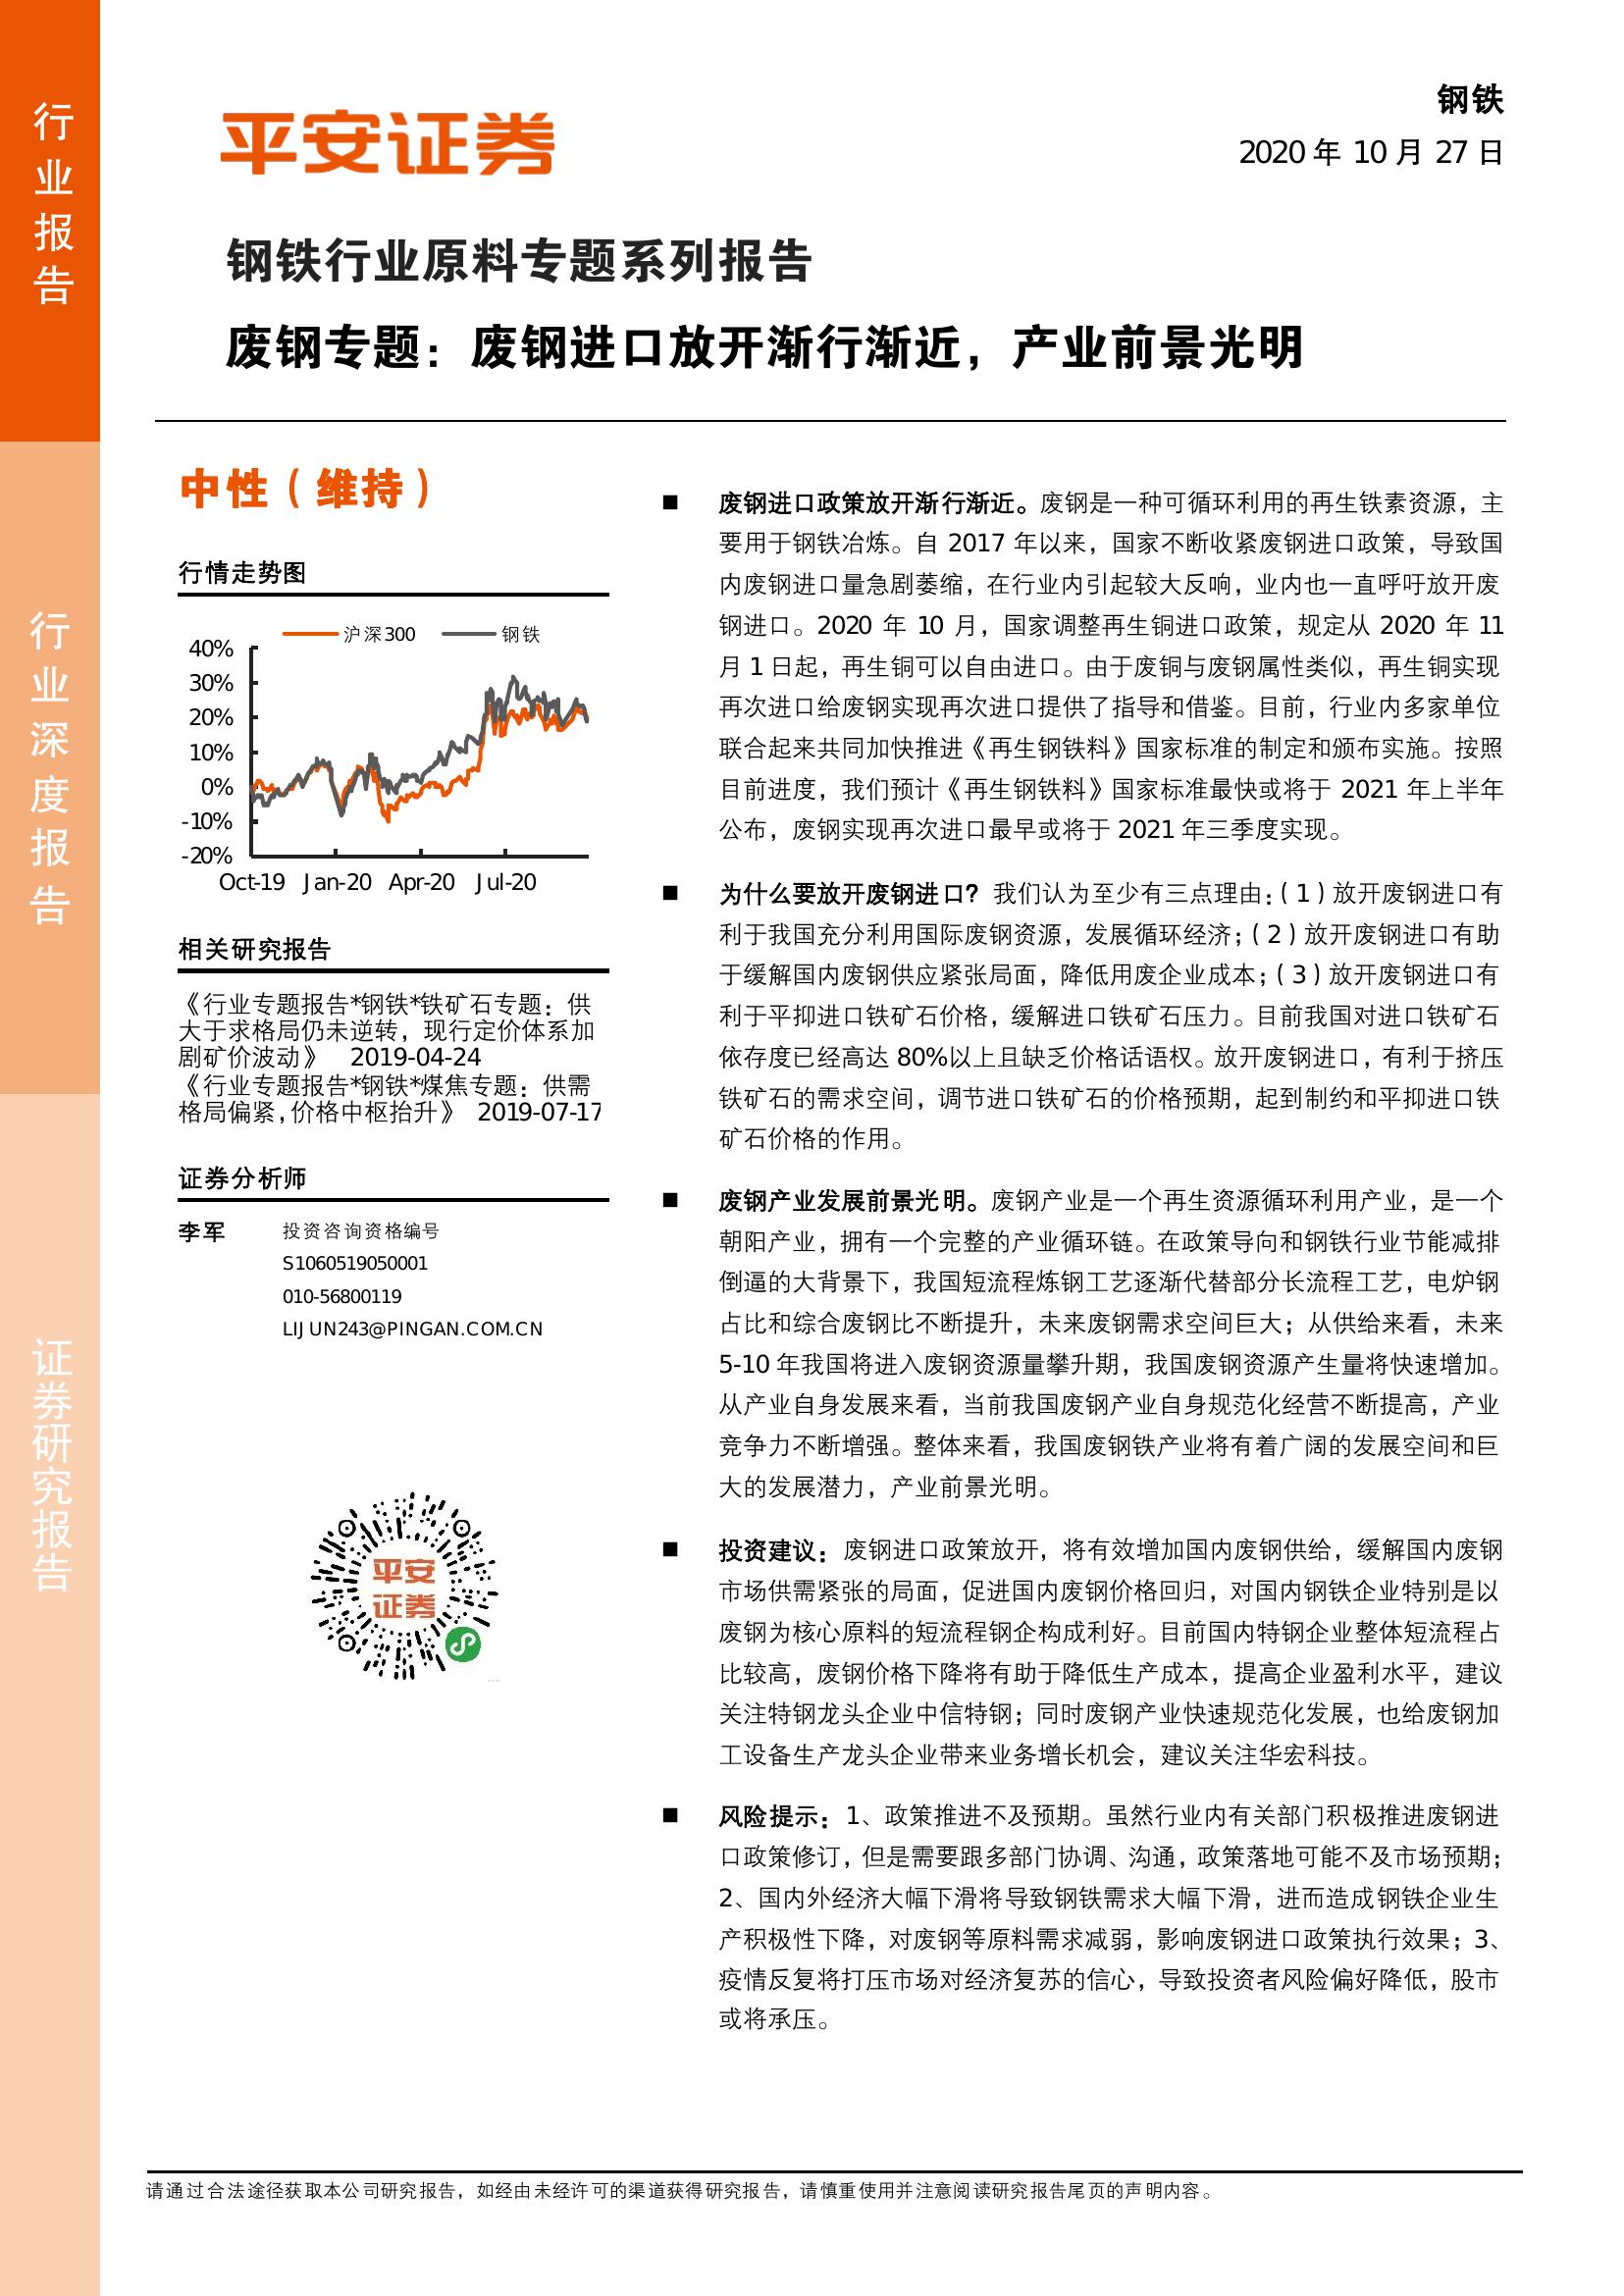 行业报告
行业深度报告
证券研究报告
平安证券
钢铁
2020 年 10 月 27 日
钢铁行业原料专题系列报告
废钢专题：废钢进口放开渐行渐近，产业前景光明
中性（维持）
行情走势图
沪深300 钢铁
40%
30%
20%
10%
0%
-10%
-20%
Oct-19 Jan-20 Apr-20 Jul-20
相关研究报告
《行业专题报告*钢铁*铁矿石专题：供
大于求格局仍未逆转，现行定价体系加
剧矿价波动》 2019-04-24
《行业专题报告*钢铁*煤焦专题：供需
格局偏紧,价格中枢抬升》 2019-07-17
证券分析师
李军 投资咨询资格编号
S1060519050001
010-56800119
LIJUN243@PINGAN.COM.CN
平安
证券
■ 废钢进口政策放开渐行渐近。废钢是一种可循环利用的再生铁素资源，主
要用于钢铁冶炼。自 2017 年以来，国家不断收紧废钢进口政策，导致国
内废钢进口量急剧萎缩，在行业内引起较大反响，业内也一直呼吁放开废
钢进口。2020 年 10 月，国家调整再生铜进口政策，规定从 2020 年 11
月 1 日起，再生铜可以自由进口。由于废铜与废钢属性类似，再生铜实现
再次进口给废钢实现再次进口提供了指导和借鉴。目前，行业内多家单位
联合起来共同加快推进《再生钢铁料》国家标准的制定和颁布实施。按照
目前进度，我们预计《再生钢铁料》国家标准最快或将于 2021 年上半年
公布，废钢实现再次进口最早或将于 2021 年三季度实现。
■ 为什么要放开废钢进口？我们认为至少有三点理由：（1）放开废钢进口有
利于我国充分利用国际废钢资源，发展循环经济；（2）放开废钢进口有助
于缓解国内废钢供应紧张局面，降低用废企业成本；（3）放开废钢进口有
利于平抑进口铁矿石价格，缓解进口铁矿石压力。目前我国对进口铁矿石
依存度已经高达 80%以上且缺乏价格话语权。放开废钢进口，有利于挤压
铁矿石的需求空间，调节进口铁矿石的价格预期，起到制约和平抑进口铁
矿石价格的作用。
■ 废钢产业发展前景光明。废钢产业是一个再生资源循环利用产业，是一个
朝阳产业，拥有一个完整的产业循环链。在政策导向和钢铁行业节能减排
倒逼的大背景下，我国短流程炼钢工艺逐渐代替部分长流程工艺，电炉钢
占比和综合废钢比不断提升，未来废钢需求空间巨大；从供给来看，未来
5-10 年我国将进入废钢资源量攀升期，我国废钢资源产生量将快速增加。
从产业自身发展来看，当前我国废钢产业自身规范化经营不断提高，产业
竞争力不断增强。整体来看，我国废钢铁产业将有着广阔的发展空间和巨
大的发展潜力，产业前景光明。
■ 投资建议：废钢进口政策放开，将有效增加国内废钢供给，缓解国内废钢
市场供需紧张的局面，促进国内废钢价格回归，对国内钢铁企业特别是以
废钢为核心原料的短流程钢企构成利好。目前国内特钢企业整体短流程占
比较高，废钢价格下降将有助于降低生产成本，提高企业盈利水平，建议
关注特钢龙头企业中信特钢；同时废钢产业快速规范化发展，也给废钢加
工设备生产龙头企业带来业务增长机会，建议关注华宏科技。
■ 风险提示：1、政策推进不及预期。虽然行业内有关部门积极推进废钢进
口政策修订，但是需要跟多部门协调、沟通，政策落地可能不及市场预期；
2、国内外经济大幅下滑将导致钢铁需求大幅下滑，进而造成钢铁企业生
产积极性下降，对废钢等原料需求减弱，影响废钢进口政策执行效果；3、
疫情反复将打压市场对经济复苏的信心，导致投资者风险偏好降低，股市
或将承压。
请通过合法途径获取本公司研究报告，如经由未经许可的渠道获得研究报告，请慎重使用并注意阅读研究报告尾页的声明内容。